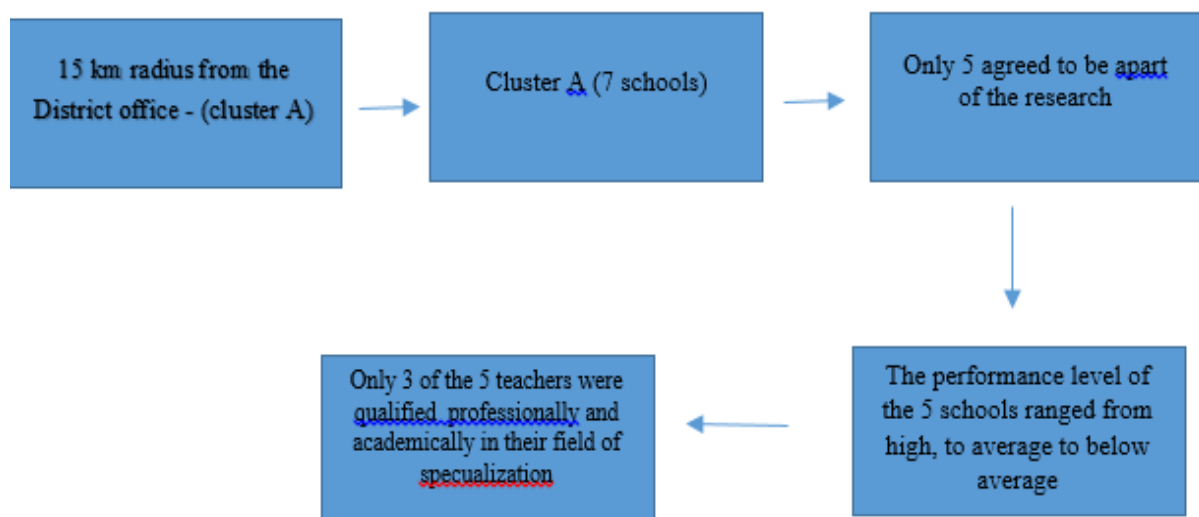 15 km radius from the
District office - (cluster A)
Cluster A (7 schools)
Only 5 agreed to be apart
of the research
The performance level of
the 5 schools ranged from
high, to average to below
average
Only 3 of the 5 teachers were
qualified professionally and
academically in their field of
specualization